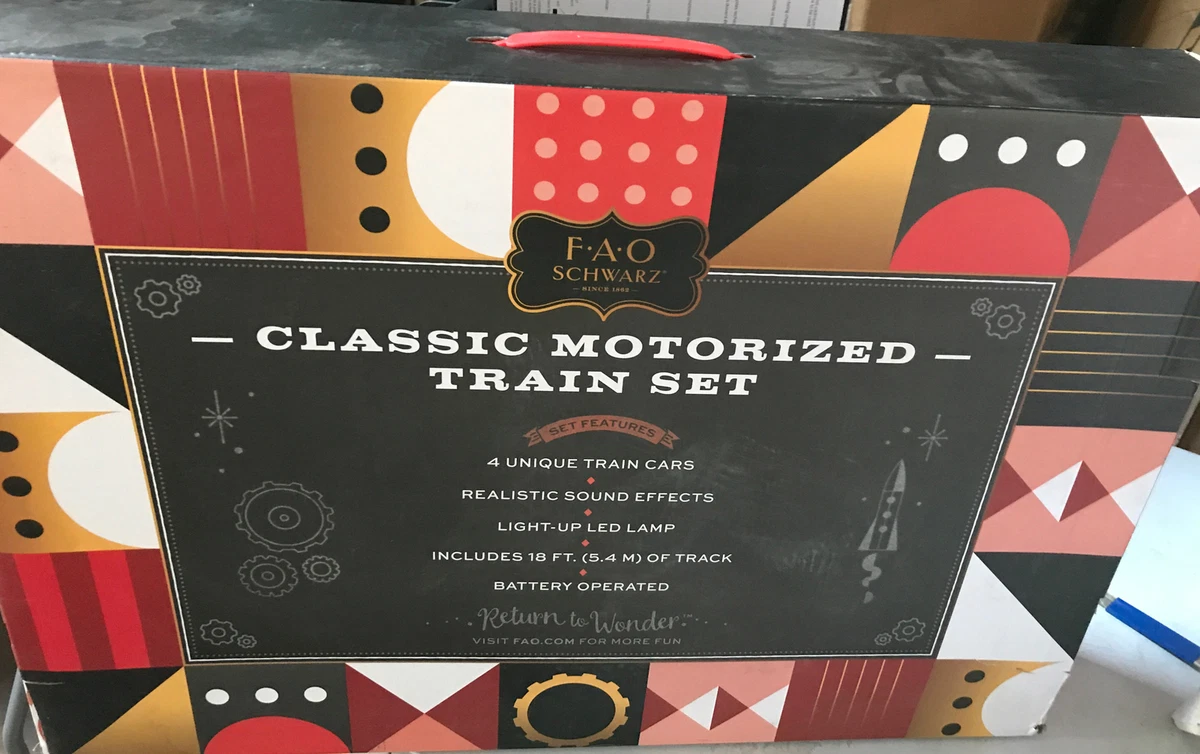 F·A·O
SCHWARZ
— SINCE 1862 —
— CLASSIC MOTORIZED —
TRAIN SET
SET FEATURES
4 UNIQUE TRAIN CARS
REALISTIC SOUND EFFECTS
LIGHT-UP LED LAMP
INCLUDES 18 FT. (5.4 M) OF TRACK
BATTERY OPERATED
Return to Wonder™
VISIT FAO.COM FOR MORE FUN